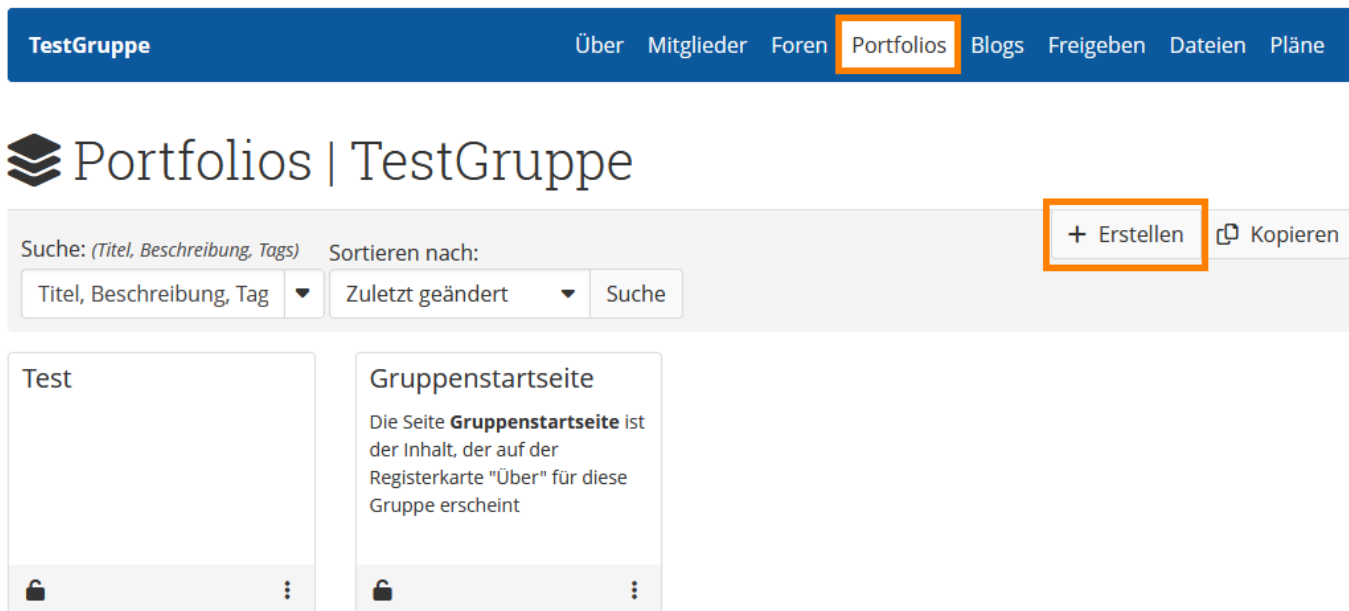 TestGruppe Über Mitglieder Foren Portfolios Blogs Freigeben Dateien Pläne
Portfolios | TestGruppe
+ Erstellen Kopieren
Suche: (Titel, Beschreibung, Tags) Sortieren nach:
Titel, Beschreibung, Tag Zuletzt geändert Suche
Test
Gruppenstartseite
Die Seite Gruppenstartseite ist
der Inhalt, der auf der
Registerkarte "Über" für diese
Gruppe erscheint